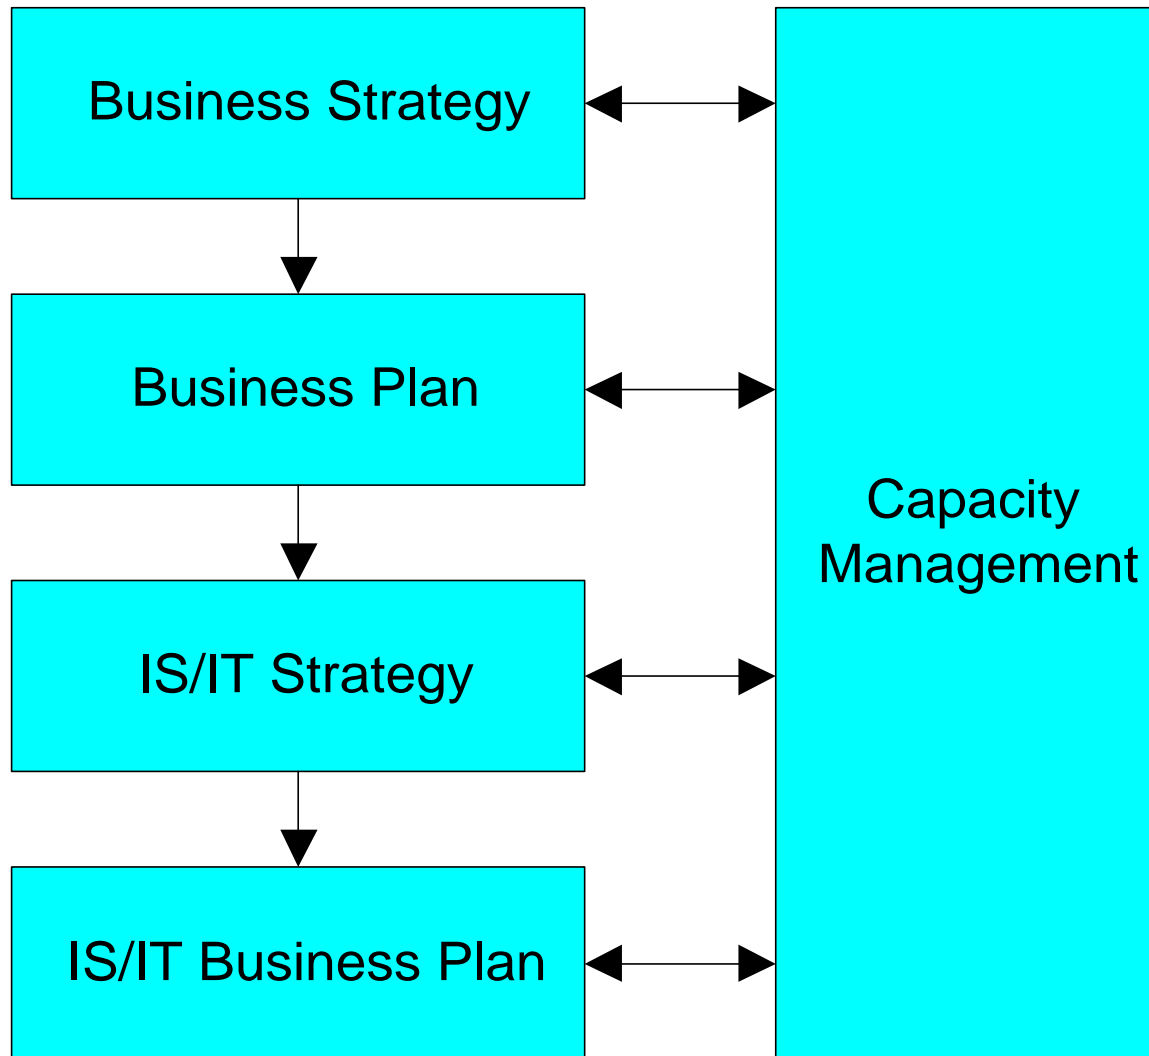 Business Strategy
Business Plan
IS/IT Strategy
IS/IT Business Plan
Capacity
Management